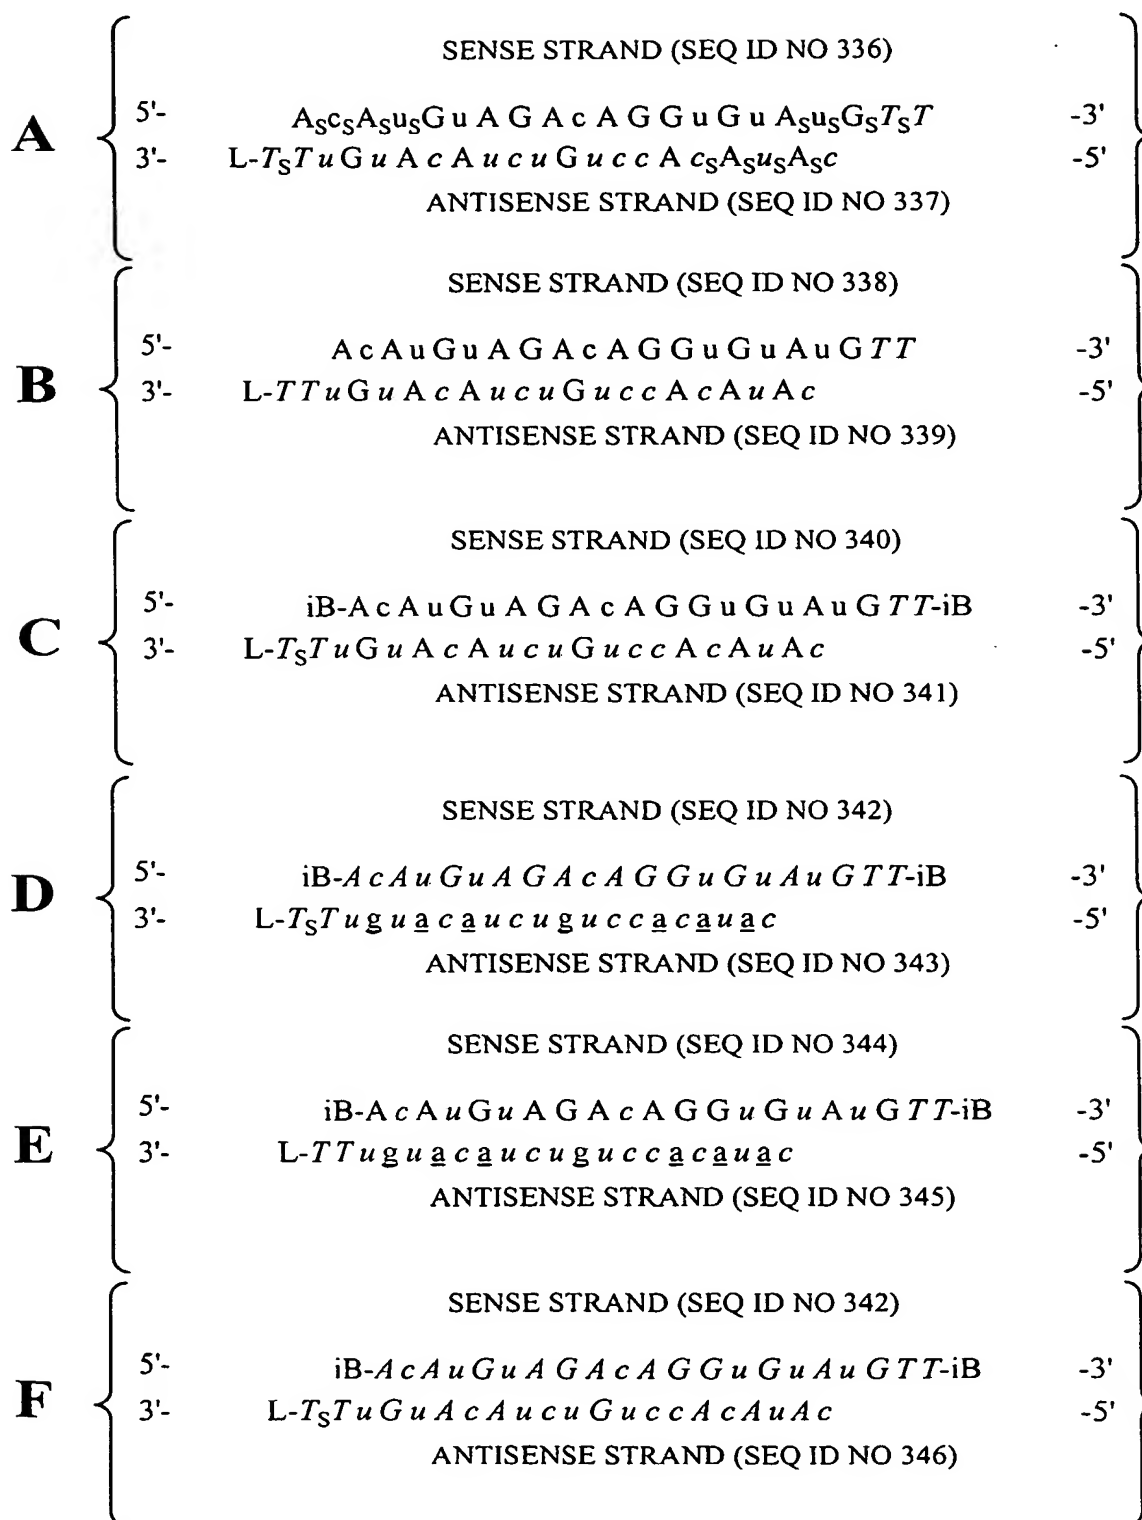 SENSE STRAND (SEQ ID NO 336)
A
5'- AscsAsusGuAGAcAGGuGuAsusGsTsT -3'
3'- L-TsTuGuAcAucuGuccAcsAsusAsc -5'
ANTISENSE STRAND (SEQ ID NO 337)
SENSE STRAND (SEQ ID NO 338)
B
5'- AcAuGuAGAcAGGuGuAuGTT -3'
3'- L-TTuGuAcAucuGuccAcAuAc -5'
ANTISENSE STRAND (SEQ ID NO 339)
SENSE STRAND (SEQ ID NO 340)
C
5'- iB-AcAuGuAGAcAGGuGuAuGTT-iB -3'
3'- L-TsTuGuAcAucuGuccAcAuAc -5'
ANTISENSE STRAND (SEQ ID NO 341)
SENSE STRAND (SEQ ID NO 342)
D
5'- iB-AcAuGuAGAcAGGuGuAuGTT-iB -3'
3'- L-TsTuguacaucuguccacauac -5'
ANTISENSE STRAND (SEQ ID NO 343)
SENSE STRAND (SEQ ID NO 344)
E
5'- iB-AcAuGuAGAcAGGuGuAuGTT-iB -3'
3'- L-TTuguacaucuguccacauac -5'
ANTISENSE STRAND (SEQ ID NO 345)
SENSE STRAND (SEQ ID NO 342)
F
5'- iB-AcAuGuAGAcAGGuGuAuGTT-iB -3'
3'- L-TsTuGuAcAucuGuccAcAuAc -5'
ANTISENSE STRAND (SEQ ID NO 346)